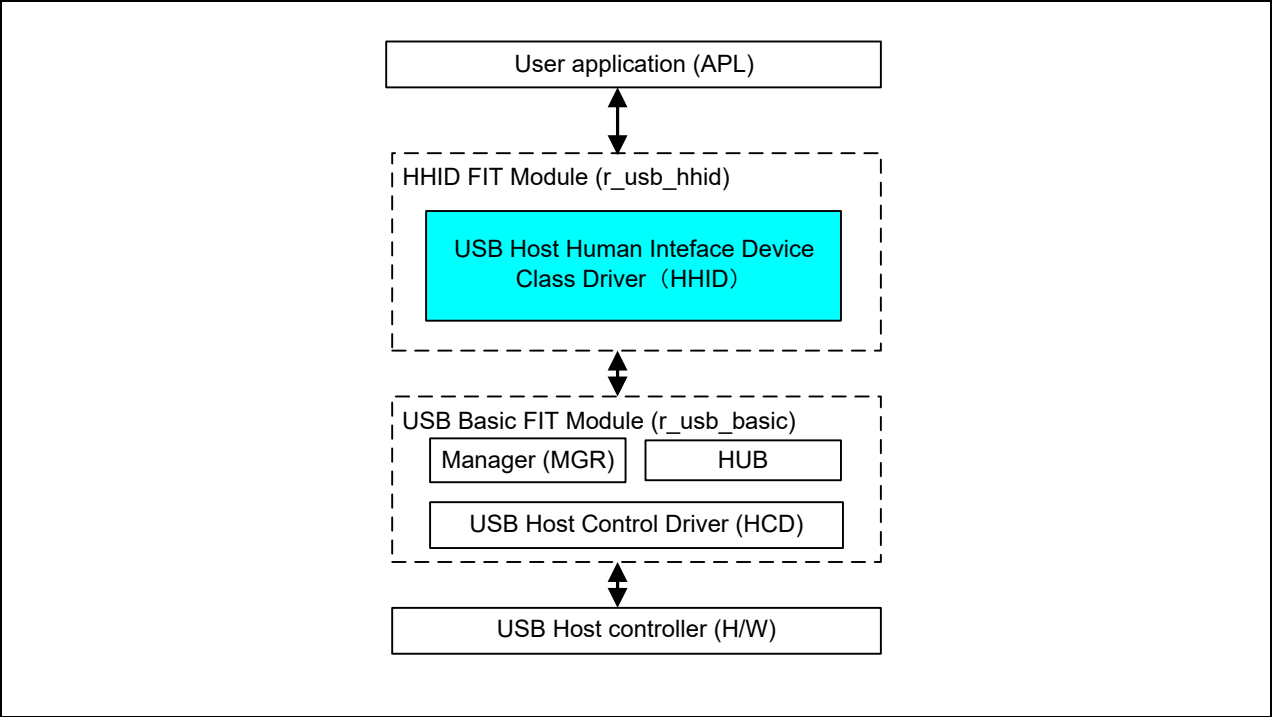 User application (APL)
HHID FIT Module (r_usb_hhid)
USB Host Human Inteface Device
Class Driver（HHID）
USB Basic FIT Module (r_usb_basic)
Manager (MGR)
HUB
USB Host Control Driver (HCD)
USB Host controller (H/W)